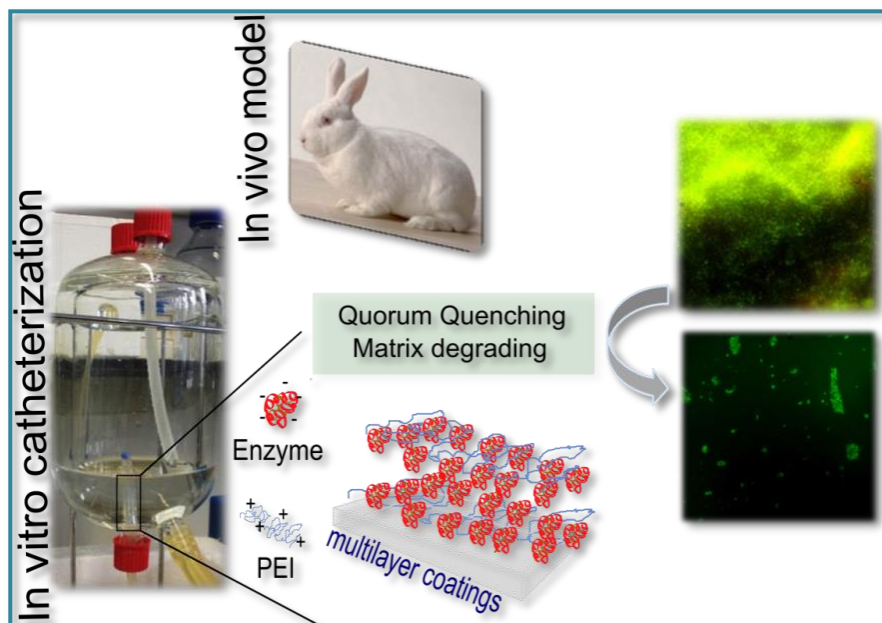 In vivo model
In vitro catheterization
Quorum Quenching
Matrix degrading
-
-
-
-
-
Enzyme
+
+
+
+
PEI
multilayer coatings